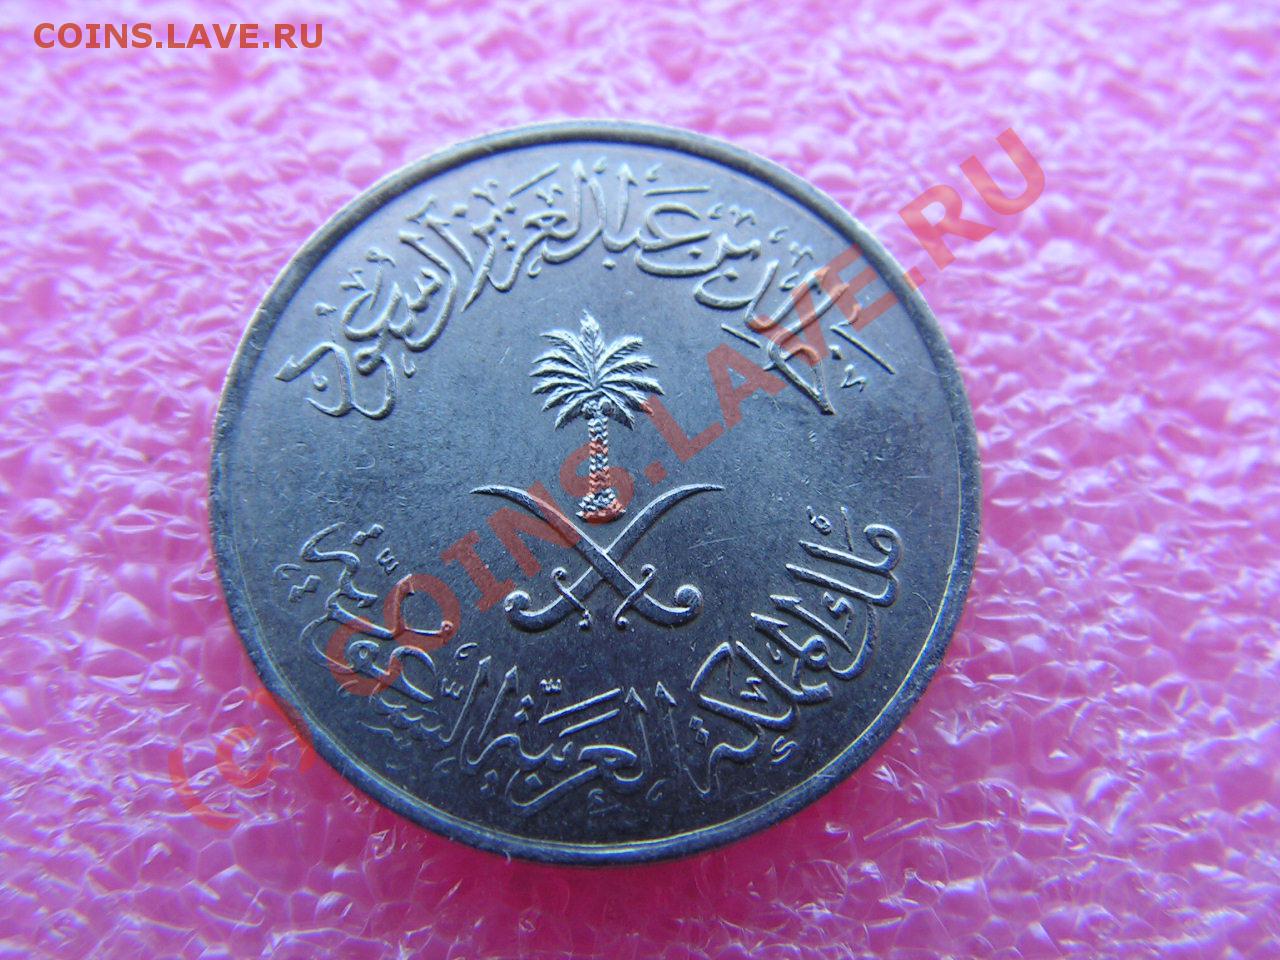 COINS.LAVE.RU
خالد بن عبد العزيز آل سعود
ملك المملكة العربية السعودية
(c) COINS.LAVE.RU